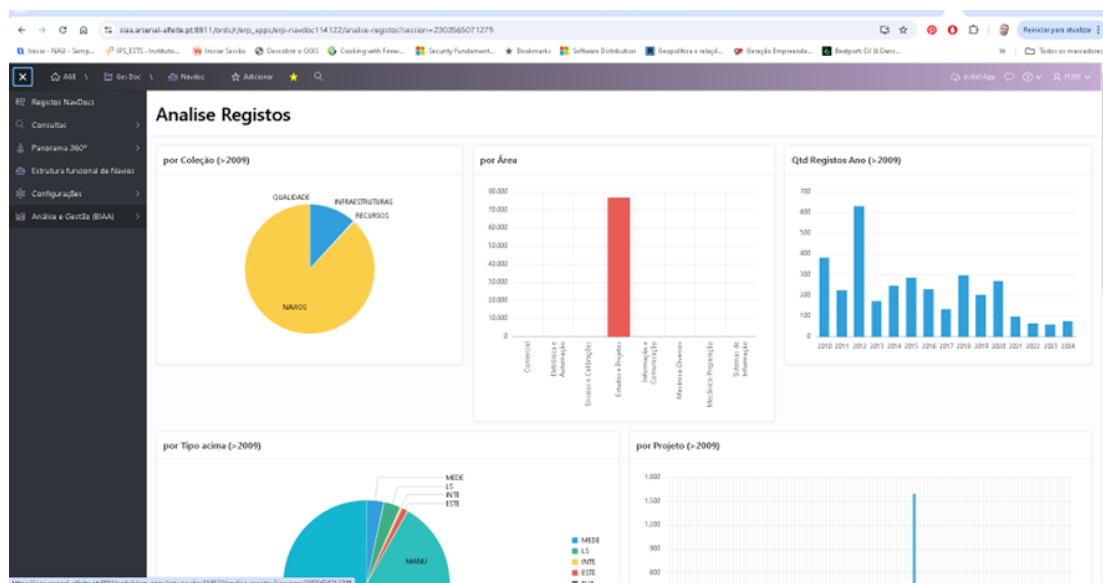 siaa.arsenal-alfeite.pt:8811/ords/r/erp_apps/erp-navdoc114122/analise-registos?session=2303565071279
Reiniciar para atualizar
Início - NAU - Semp... IPS_ESTS - Instituto... Iniciar Sessão Descobrir o QGIS Cooking with Firew... Security Fundament... Bookmarks Software Distribution Geopolítica e relaçõ... Geração Empreende... Beatport: DJ & Danc... » Todos os marcadores
AGE \ Ges Doc \ Navdoc Adicionar Install App
Registos NavDocs
Consultas
Panorama 360º
Estrutura funcional de Navios
Configurações
Análise e Gestão (BIAA)
Analise Registos
por Coleção (>2009)
QUALIDADE
INFRAESTRUTURAS
RECURSOS
NAVIOS
por Área
80.000
70.000
60.000
50.000
40.000
30.000
20.000
10.000
0
Comercial
Eletrónica e Automação
Ensaios e Calibrações
Estudos e Projetos
Informação e Comunicação
Mecânica-Diversos
Mecânica-Preparação
Sistemas de Informação
Qtd Registos Ano (>2009)
700
600
500
400
300
200
100
0
2010 2011 2012 2013 2014 2015 2016 2017 2018 2019 2020 2021 2022 2023 2024
por Tipo acima (>2009)
MEDE
LS
INTE
ESTE
MANU
MEDE
LS
INTE
ESTE
por Projeto (>2009)
1.800
1.500
1.200
900
600